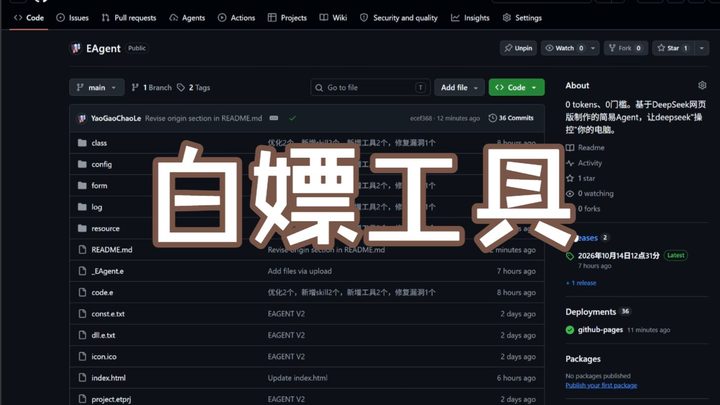 Code Issues Pull requests Agents Actions Projects Wiki Security and quality Insights Settings
EAgent Public
Unpin Watch 0 Fork 0 Star 1
main 1 Branch 2 Tags Go to file T Add file Code
YaoGaoChaoLe Revise origin section in README.md ecef368 · 12 minutes ago 36 Commits
class 优化2个，新增skill2个，新增工具2个，修复漏洞1个 8 hours ago
config
form
log
resource
README.md Revise origin section in README.md
_EAgent.e Add files via upload 7 hours ago
code.e 优化2个，新增skill2个，新增工具2个，修复漏洞1个 8 hours ago
const.e.txt EAGENT V2 2 days ago
dll.e.txt EAGENT V2 2 days ago
icon.ico EAGENT V2 2 days ago
index.html Update index.html 6 hours ago
project.etprj EAGENT V2 2 days ago
白嫖工具
About
0 tokens、0门槛。基于DeepSeek网页
版制作的简易Agent，让deepseek“操
控”你的电脑。
Readme
Activity
1 star
0 watching
0 forks
2
2026年10月14日12点31分 Latest
7 hours ago
+ 1 release
Deployments 36
github-pages 11 minutes ago
Packages
No packages published
Publish your first package